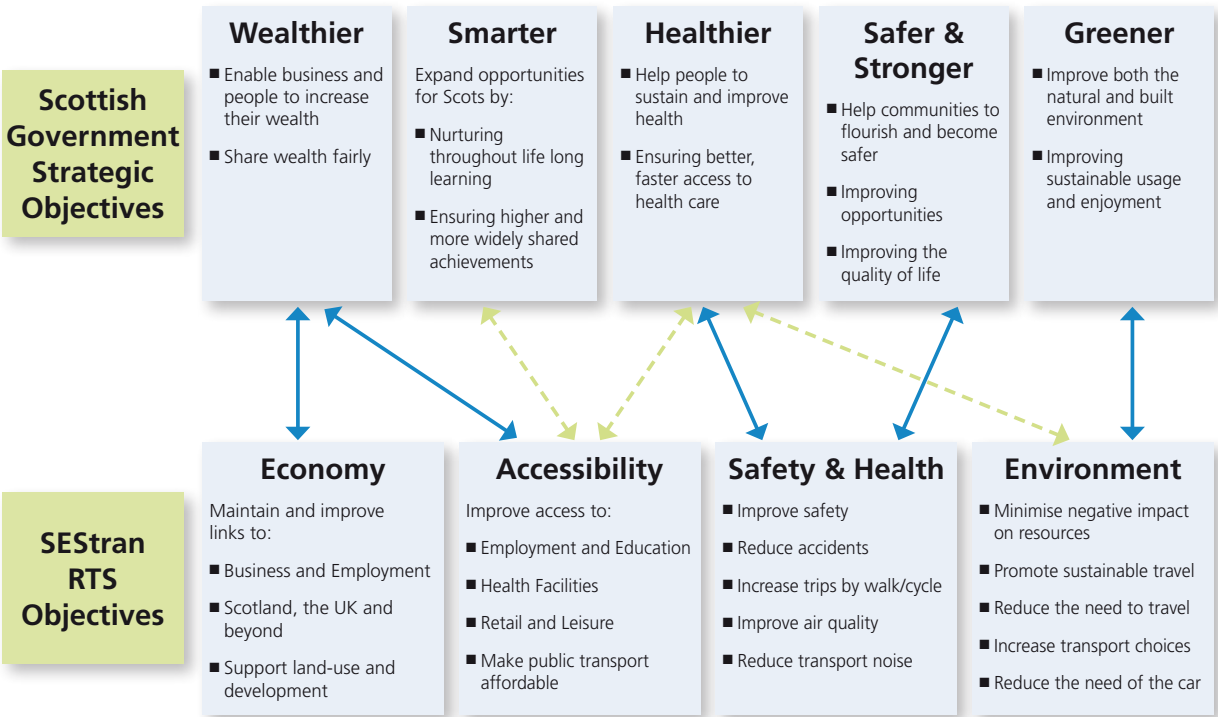 Scottish
Government
Strategic
Objectives
Wealthier
■ Enable business and
people to increase
their wealth
■ Share wealth fairly
Smarter
Expand opportunities
for Scots by:
■ Nurturing
throughout life long
learning
■ Ensuring higher and
more widely shared
achievements
Healthier
■ Help people to
sustain and improve
health
■ Ensuring better,
faster access to
health care
Safer &
Stronger
■ Help communities to
flourish and become
safer
■ Improving
opportunities
■ Improving the
quality of life
Greener
■ Improve both the
natural and built
environment
■ Improving
sustainable usage
and enjoyment
SEStran
RTS
Objectives
Economy
Maintain and improve
links to:
■ Business and Employment
■ Scotland, the UK and
beyond
■ Support land-use and
development
Accessibility
Improve access to:
■ Employment and Education
■ Health Facilities
■ Retail and Leisure
■ Make public transport
affordable
Safety & Health
■ Improve safety
■ Reduce accidents
■ Increase trips by walk/cycle
■ Improve air quality
■ Reduce transport noise
Environment
■ Minimise negative impact
on resources
■ Promote sustainable travel
■ Reduce the need to travel
■ Increase transport choices
■ Reduce the need of the car